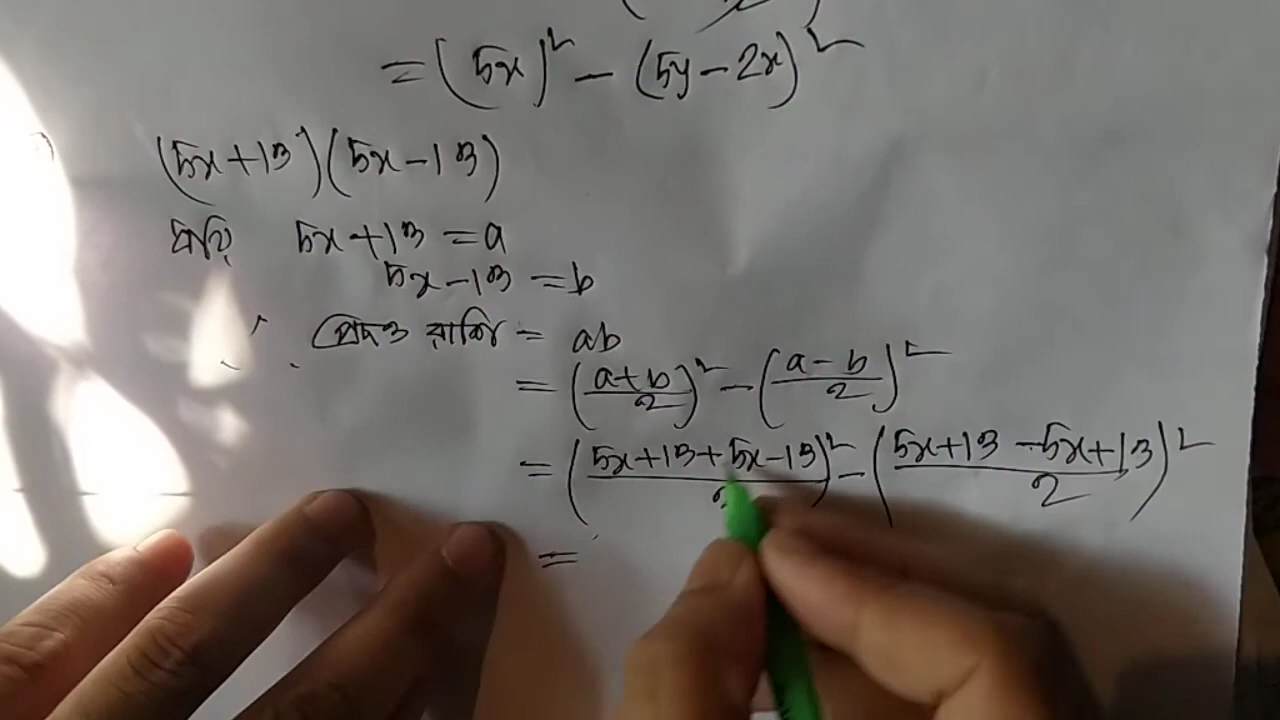 = (5x)² − (5y − 2x)²
(5x+13)(5x−13)
ধরি, 5x+13 = a
5x−13 = b
∴ প্রদত্ত রাশি = ab
= ((a+b)/2)² − ((a−b)/2)²
= ((5x+13+5x−13)/2)² − ((5x+13−5x+13)/2)²
=